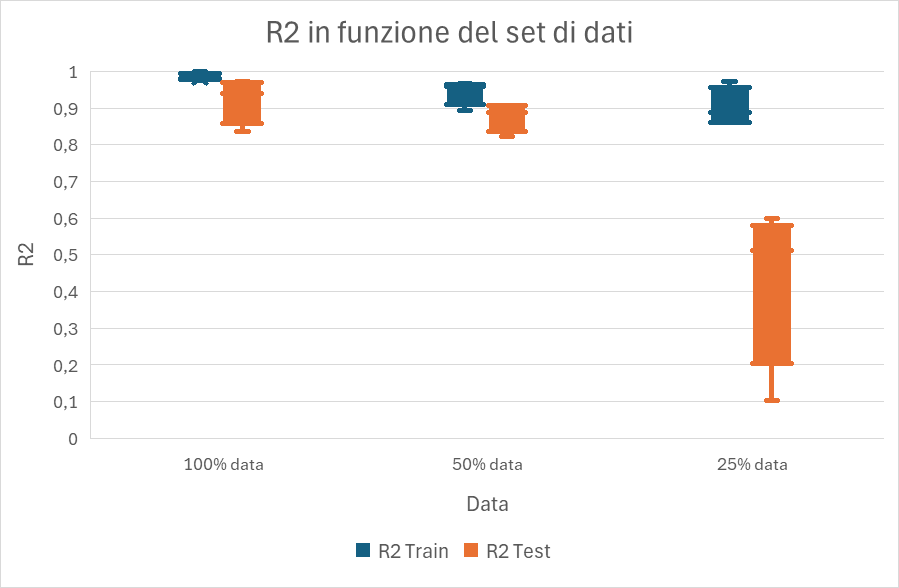 R2 in funzione del set di dati
1
0,9
0,8
0,7
0,6
0,5
0,4
0,3
0,2
0,1
0
R2
100% data
50% data
25% data
Data
R2 Train
R2 Test